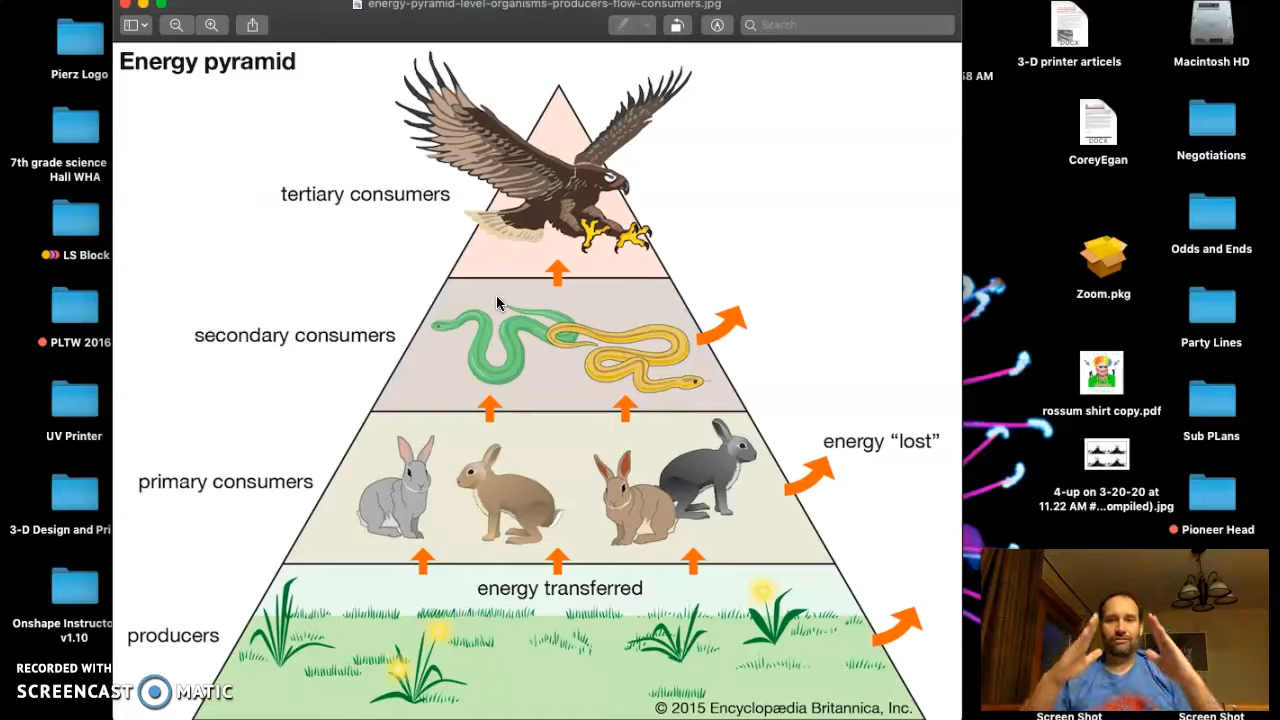 energy-pyramid-level-organisms-producers-flow-consumers.jpg
Search
Energy pyramid
tertiary consumers
secondary consumers
energy “lost”
primary consumers
energy transferred
producers
© 2015 Encyclopædia Britannica, Inc.
Pierz Logo
7th grade science
Hall WHA
LS Block
PLTW 2016
UV Printer
3-D Design and Pri
Onshape Instructo
v1.10
RECORDED WITH
SCREENCAST MATIC
58 AM
3-D printer articels
CoreyEgan
Zoom.pkg
rossum shirt copy.pdf
4-up on 3-20-20 at
11.22 AM #...ompiled).jpg
Macintosh HD
Negotiations
Odds and Ends
Party Lines
Sub PLans
Pioneer Head
Screen Shot
Screen Shot